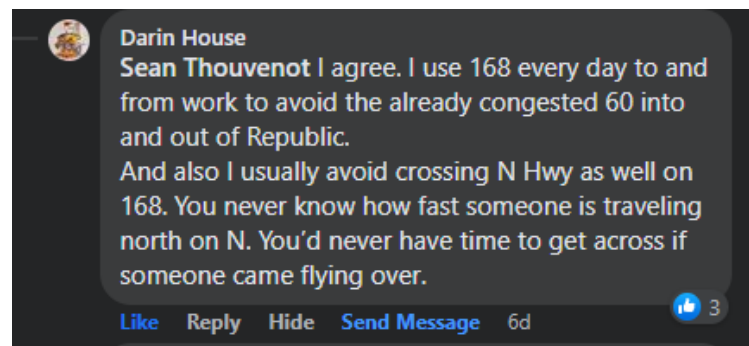 Darin House
Sean Thouvenot I agree. I use 168 every day to and
from work to avoid the already congested 60 into
and out of Republic.
And also I usually avoid crossing N Hwy as well on
168. You never know how fast someone is traveling
north on N. You’d never have time to get across if
someone came flying over.
3
Like Reply Hide Send Message 6d